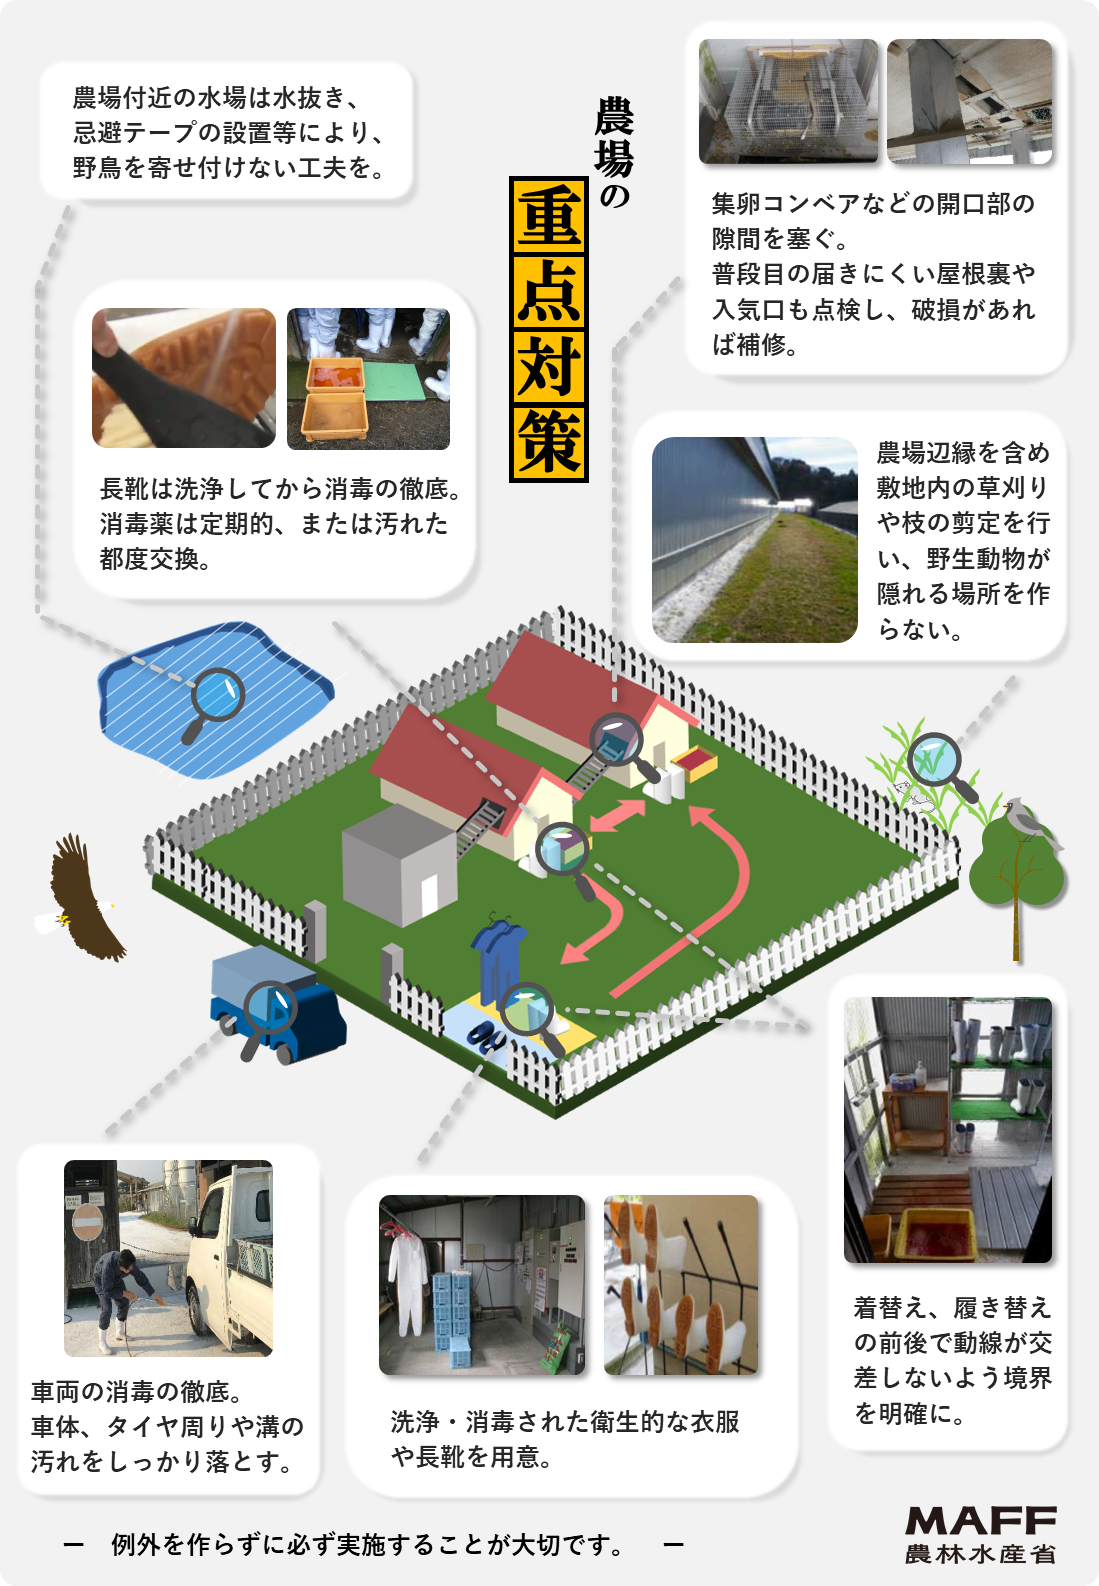 農場の
重点対策
農場付近の水場は水抜き、
忌避テープの設置等により、
野鳥を寄せ付けない工夫を。
集卵コンベアなどの開口部の
隙間を塞ぐ。
普段目の届きにくい屋根裏や
入気口も点検し、破損があれ
ば補修。
長靴は洗浄してから消毒の徹底。
消毒薬は定期的、または汚れた
都度交換。
農場辺縁を含め
敷地内の草刈り
や枝の剪定を行
い、野生動物が
隠れる場所を作
らない。
着替え、履き替え
の前後で動線が交
差しないよう境界
を明確に。
車両の消毒の徹底。
車体、タイヤ周りや溝の
汚れをしっかり落とす。
洗浄・消毒された衛生的な衣服
や長靴を用意。
ー 例外を作らずに必ず実施することが大切です。 ー
MAFF
農林水産省